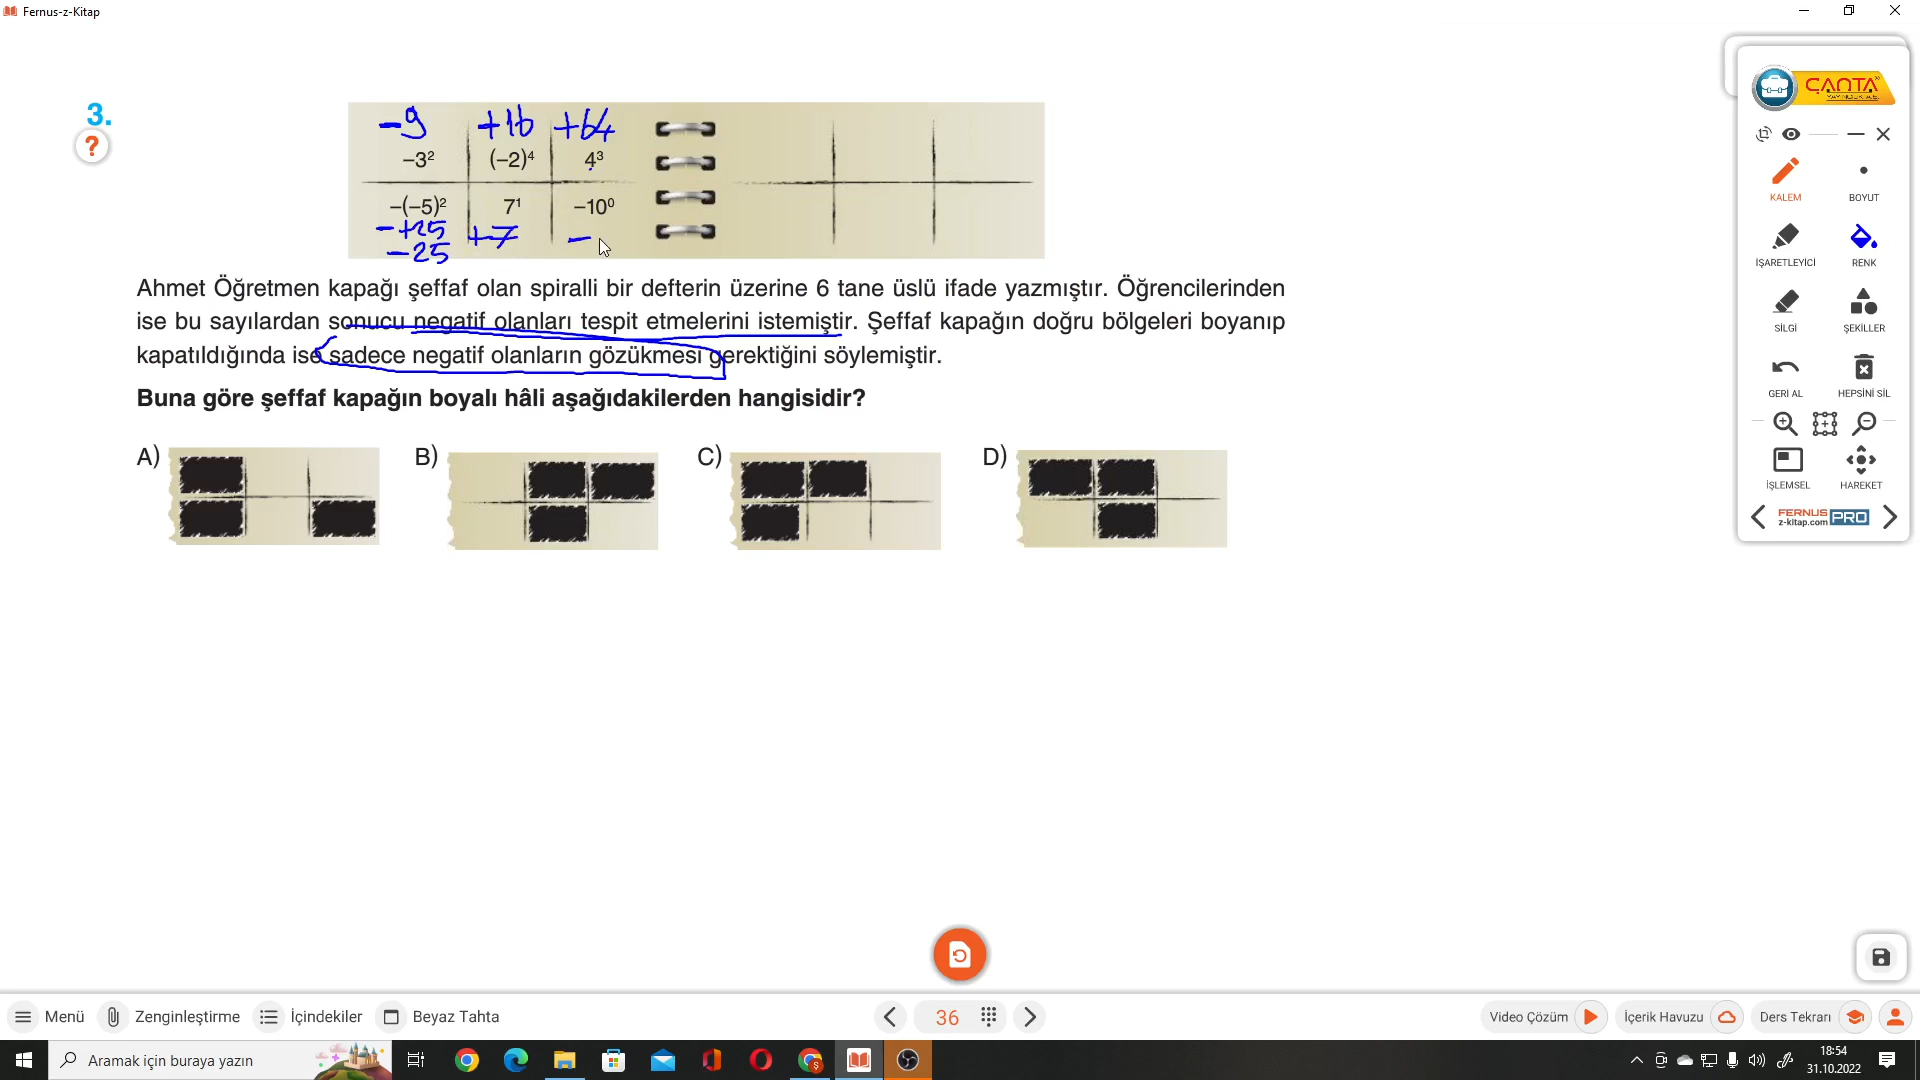 Fernus-z-Kitap
3.
?
-9 +16 +64
−3² (−2)⁴ 4³
−(−5)² 7¹ −10⁰
-+25 +7 -
-25
Ahmet Öğretmen kapağı şeffaf olan spiralli bir defterin üzerine 6 tane üslü ifade yazmıştır. Öğrencilerinden
ise bu sayılardan sonucu negatif olanları tespit etmelerini istemiştir. Şeffaf kapağın doğru bölgeleri boyanıp
kapatıldığında ise sadece negatif olanların gözükmesi gerektiğini söylemiştir.
Buna göre şeffaf kapağın boyalı hâli aşağıdakilerden hangisidir?
A) B) C) D)
ÇANTA
YAYINCILIK A.Ş.
KALEM BOYUT
İŞARETLEYİCİ RENK
SİLGİ ŞEKİLLER
GERİ AL HEPSİNİ SİL
İŞLEMSEL HAREKET
FERNUS
z-kitap.com PRO
Menü Zenginleştirme İçindekiler Beyaz Tahta 36 Video Çözüm İçerik Havuzu Ders Tekrarı
Aramak için buraya yazın
18:54
31.10.2022